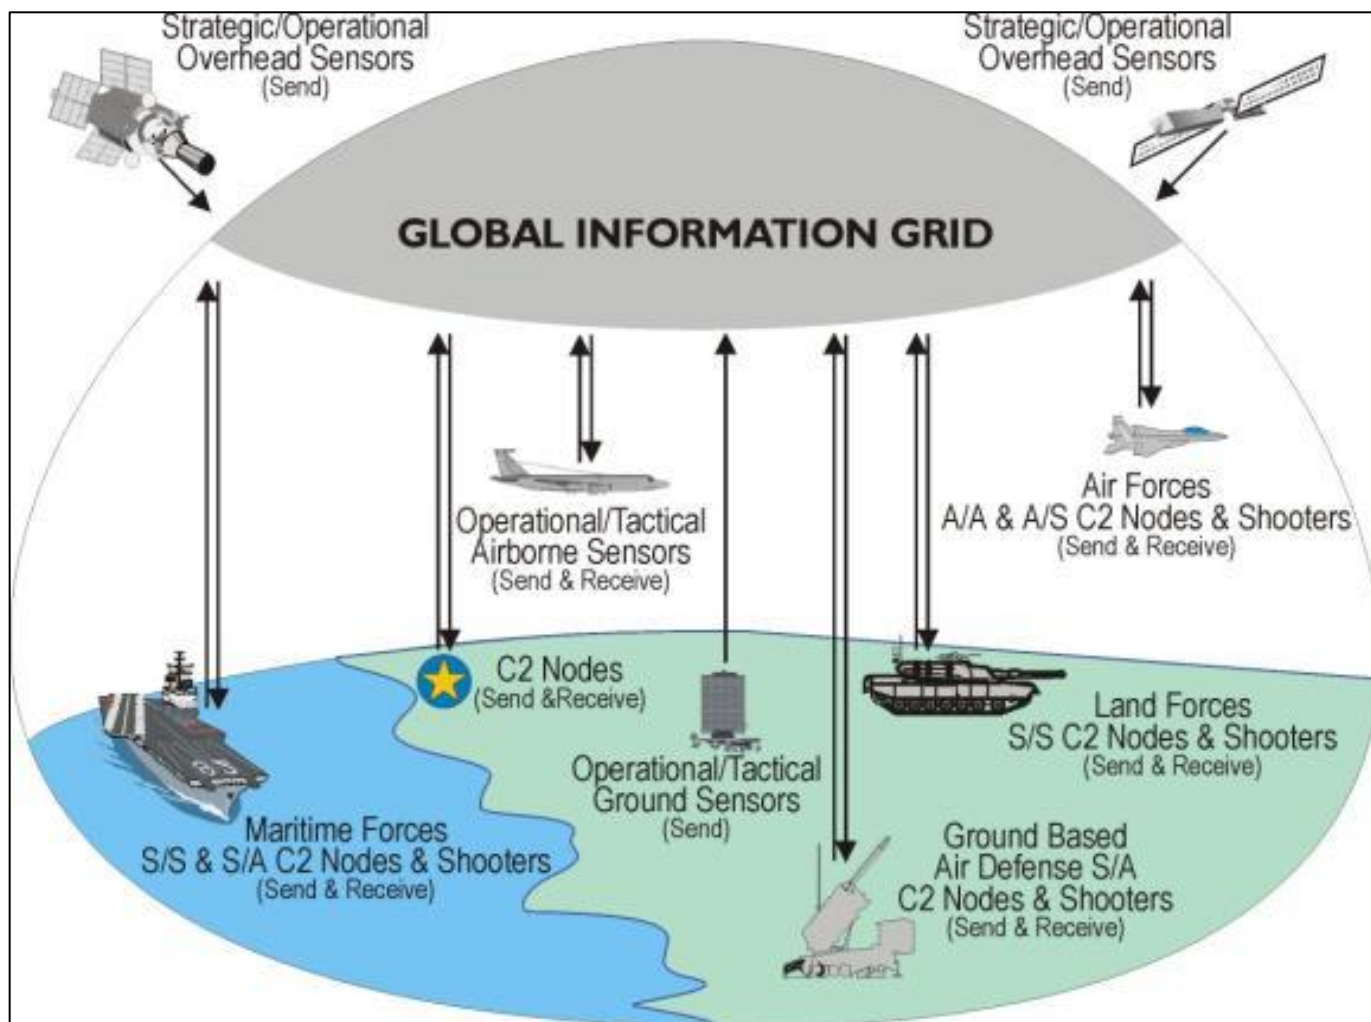 Strategic/Operational
Overhead Sensors
(Send)
Strategic/Operational
Overhead Sensors
(Send)
GLOBAL INFORMATION GRID
Operational/Tactical
Airborne Sensors
(Send & Receive)
Air Forces
A/A & A/S C2 Nodes & Shooters
(Send & Receive)
C2 Nodes
(Send &Receive)
Operational/Tactical
Ground Sensors
(Send)
Land Forces
S/S C2 Nodes & Shooters
(Send & Receive)
Maritime Forces
S/S & S/A C2 Nodes & Shooters
(Send & Receive)
Ground Based
Air Defense S/A
C2 Nodes & Shooters
(Send & Receive)